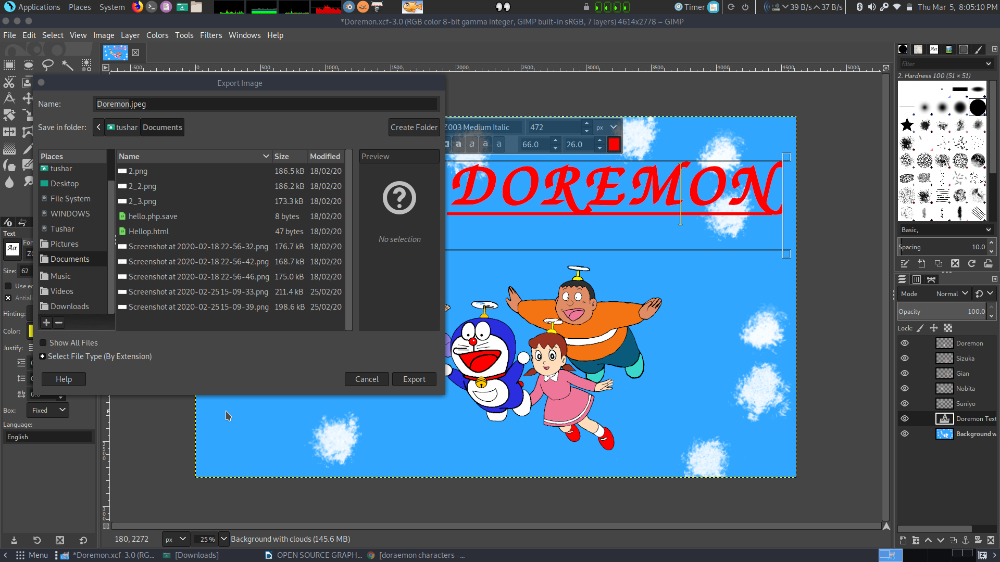 Applications Places System Timer 39 B/s 37 B/s Thu Mar 5, 8:05:10 PM
*Doremon.xcf-3.0 (RGB color 8-bit gamma integer, GIMP built-in sRGB, 7 layers) 4614x2778 – GIMP
File Edit Select View Image Layer Colors Tools Filters Windows Help
-500 0 500 1000 1500 2000 2500 3000 3500 4000 4500 5000
filter
2. Hardness 100 (51 × 51)
Export Image
Name: Doremon.jpeg
Save in folder: tushar Documents Create Folder
Z003 Medium Italic 472 px
66.0 26.0
Places
tushar
Desktop
File System
WINDOWS
Tushar
Pictures
Documents
Music
Videos
Downloads
Name Size Modified
2.png 186.5 kB 18/02/20
2_2.png 186.2 kB 18/02/20
2_3.png 173.3 kB 18/02/20
hello.php.save 8 bytes 18/02/20
Hellop.html 47 bytes 18/02/20
Screenshot at 2020-02-18 22-56-32.png 176.7 kB 18/02/20
Screenshot at 2020-02-18 22-56-42.png 168.7 kB 18/02/20
Screenshot at 2020-02-18 22-56-46.png 175.0 kB 18/02/20
Screenshot at 2020-02-25 15-09-33.png 211.4 kB 25/02/20
Screenshot at 2020-02-25 15-09-39.png 198.6 kB 25/02/20
Preview
No selection
Show All Files
Select File Type (By Extension)
Help Cancel Export
DOREMON
Text
Size: 62
Hinting:
Color:
Justify:
Box: Fixed
Language:
English
Basic,
Spacing 10.0
Mode Normal
Opacity 100.0
Lock:
Doremon
Sizuka
Gian
Nobita
Suniyo
Doremon Text
Background w
180, 2272 px 25 % Background with clouds (145.6 MB)
Menu *Doremon.xcf-3.0 (RG... [Downloads] OPEN SOURCE GRAPH... [doraemon characters -...